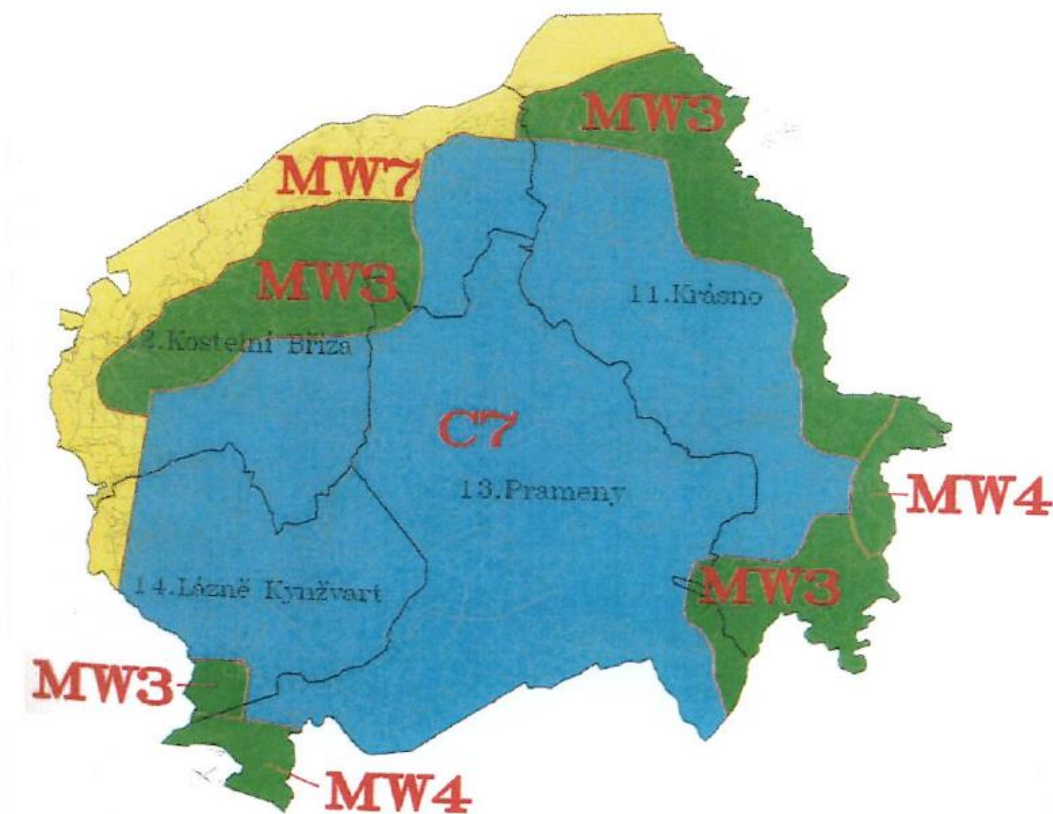 MW3
MW7
MW3
11.Krásno
12.Kostelní Bříza
C7
13.Prameny
MW4
MW3
14.Lázně Kynžvart
MW3
MW4